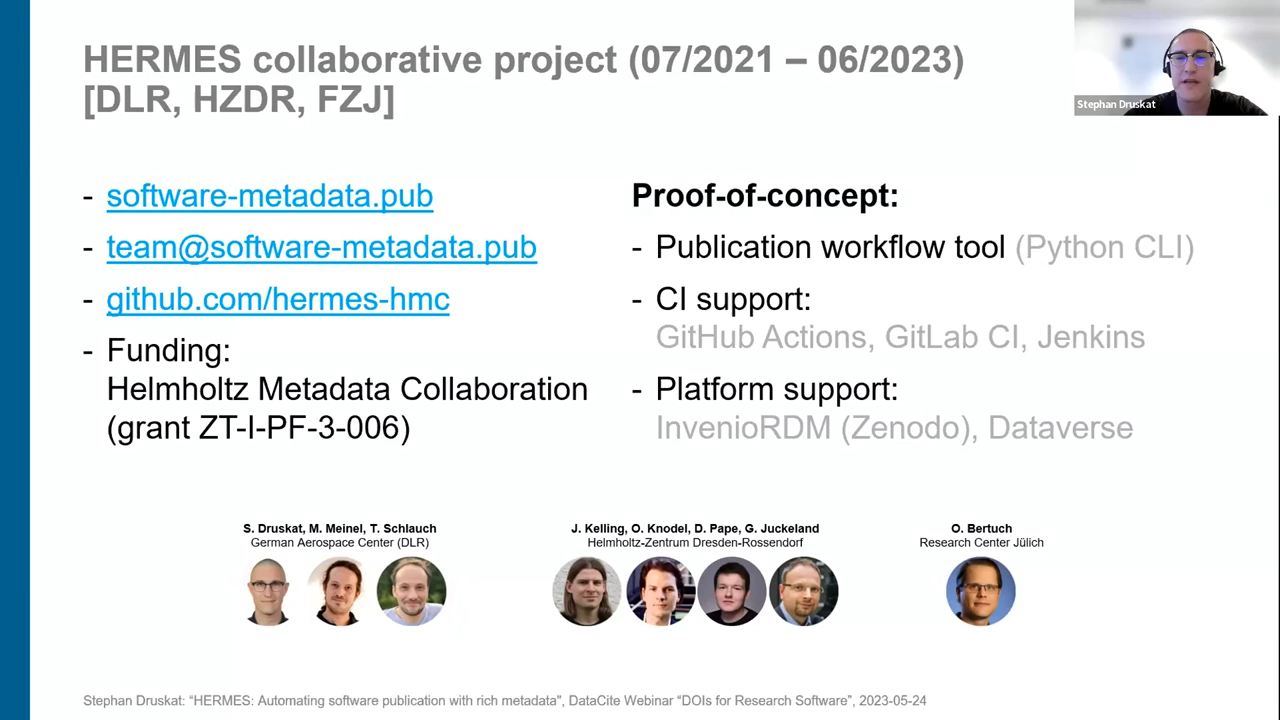 HERMES collaborative project (07/2021 – 06/2023)
[DLR, HZDR, FZJ]
Stephan Druskat
- software-metadata.pub
- team@software-metadata.pub
- github.com/hermes-hmc
- Funding:
Helmholtz Metadata Collaboration
(grant ZT-I-PF-3-006)
Proof-of-concept:
- Publication workflow tool (Python CLI)
- CI support:
GitHub Actions, GitLab CI, Jenkins
- Platform support:
InvenioRDM (Zenodo), Dataverse
S. Druskat, M. Meinel, T. Schlauch
German Aerospace Center (DLR)
J. Kelling, O. Knodel, D. Pape, G. Juckeland
Helmholtz-Zentrum Dresden-Rossendorf
O. Bertuch
Research Center Jülich
Stephan Druskat: “HERMES: Automating software publication with rich metadata”, DataCite Webinar “DOIs for Research Software”, 2023-05-24